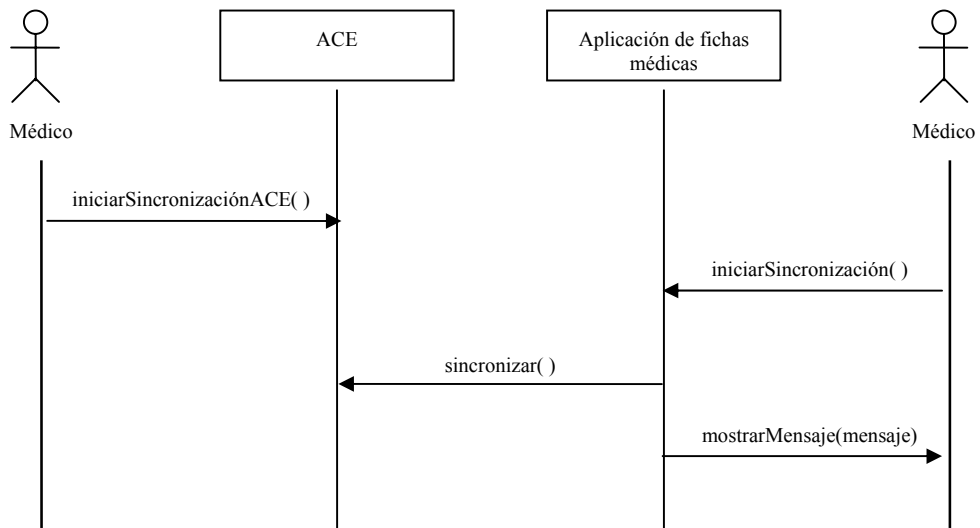 ACE
Aplicación de fichas
médicas
Médico
Médico
iniciarSincronizaciónACE( )
iniciarSincronización( )
sincronizar( )
mostrarMensaje(mensaje)